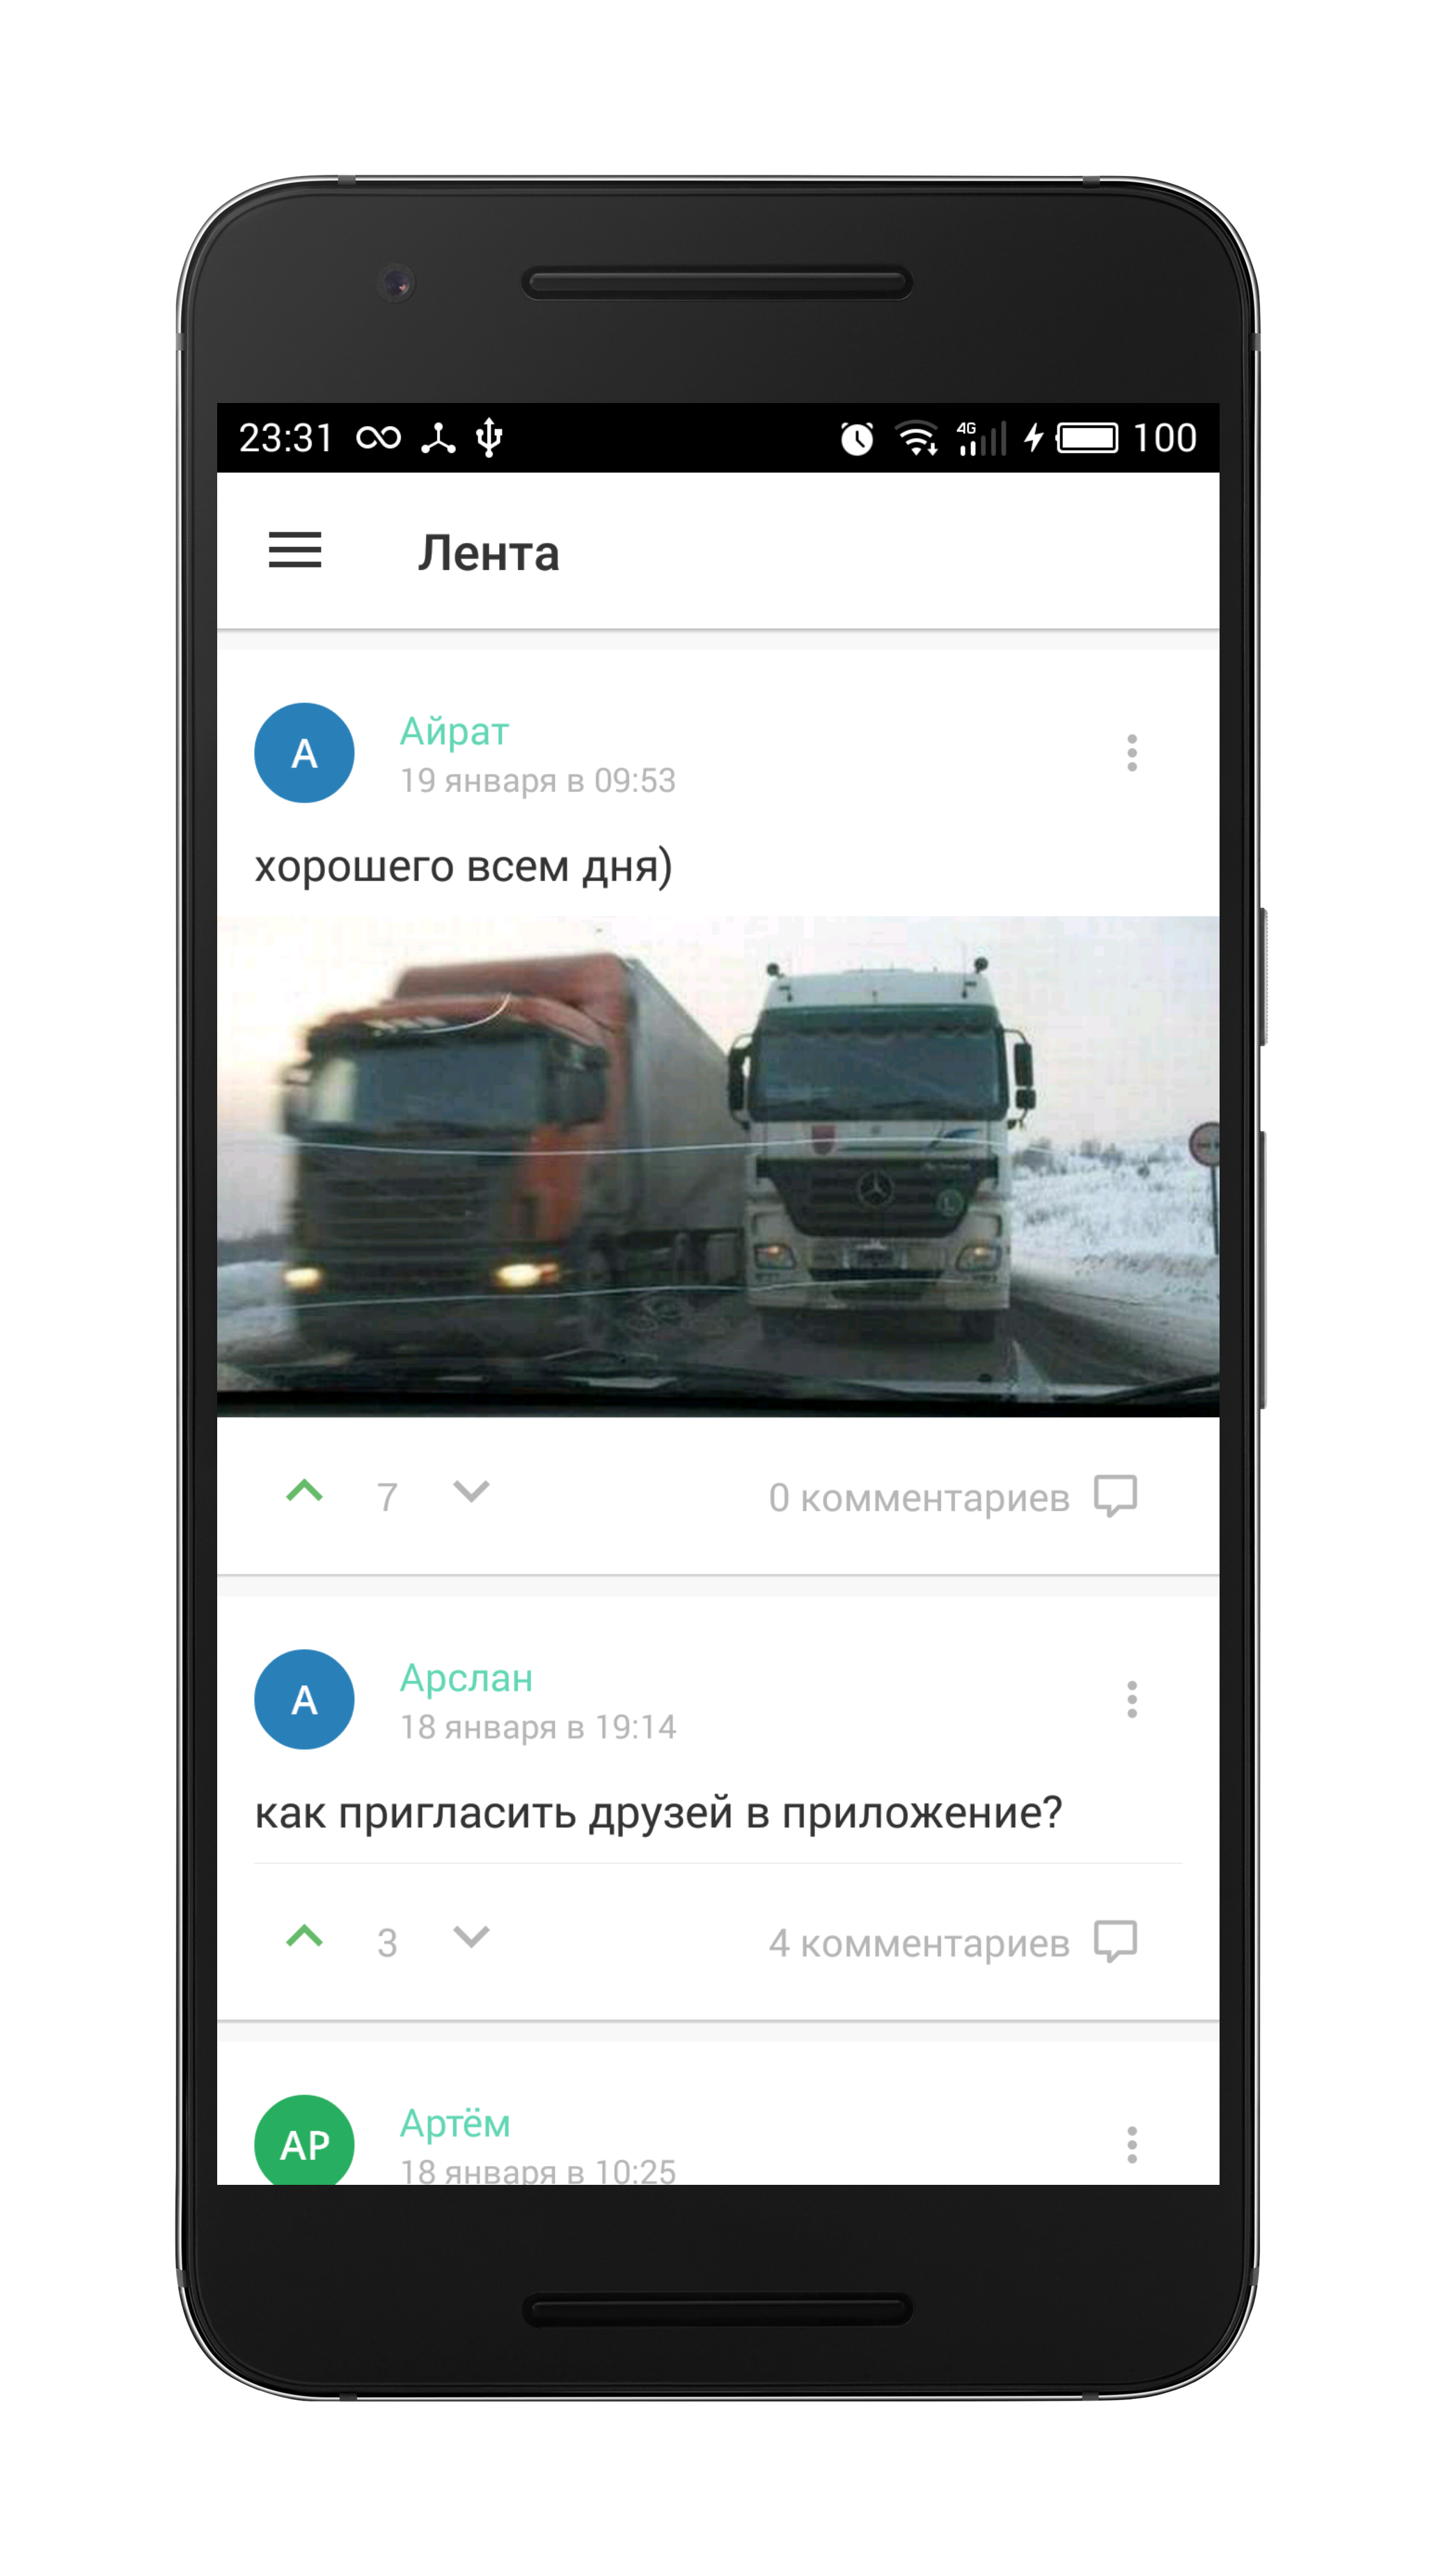 23:31
4G
100
Лента
А
Айрат
19 января в 09:53
хорошего всем дня)
7
0 комментариев
А
Арслан
18 января в 19:14
как пригласить друзей в приложение?
3
4 комментариев
АР
Артём
18 января в 10:25